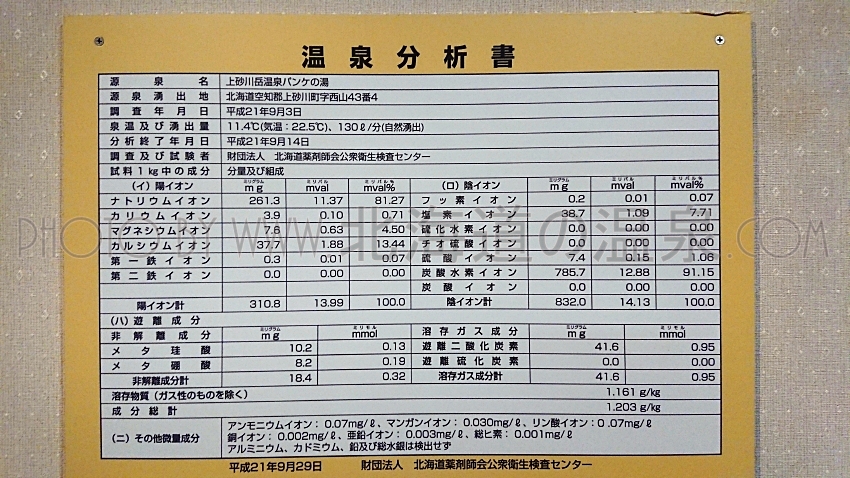 温泉分析書
源泉名 上砂川岳温泉パンケの湯
源泉湧出地 北海道空知郡上砂川町字西山43番4
調査年月日 平成21年9月3日
泉温及び湧出量 11.4℃(気温：22.5℃)、130ℓ/分(自然湧出)
分析終了年月日 平成21年9月14日
調査及び試験者 財団法人 北海道薬剤師会公衆衛生検査センター
試料1kg中の成分 分量及び組成
(イ)陽イオン ミリグラム mg ミリバル mval ミリバル% mval% (ロ)陰イオン ミリグラム mg ミリバル mval ミリバル% mval%
ナトリウムイオン 261.3 11.37 81.27 フッ素イオン 0.2 0.01 0.07
カリウムイオン 3.9 0.10 0.71 塩素イオン 38.7 1.09 7.71
マグネシウムイオン 7.6 0.63 4.50 硫化水素イオン 0.0 0.00 0.00
カルシウムイオン 37.7 1.88 13.44 チオ硫酸イオン 0.0 0.00 0.00
第一鉄イオン 0.3 0.01 0.07 硫酸イオン 7.4 0.15 1.06
第二鉄イオン 0.0 0.00 0.00 炭酸水素イオン 785.7 12.88 91.15
炭酸イオン 0.0 0.00 0.00
陽イオン計 310.8 13.99 100.0 陰イオン計 832.0 14.13 100.0
(ハ)遊離成分
非解離成分 ミリグラム mg ミリモル mmol 溶存ガス成分 ミリグラム mg ミリモル mmol
メタ珪酸 10.2 0.13 遊離二酸化炭素 41.6 0.95
メタ硼酸 8.2 0.19 遊離硫化水素 0.0 0.00
非解離成分計 18.4 0.32 溶存ガス成分計 41.6 0.95
溶存物質(ガス性のものを除く) 1.161 g/kg
成分総計 1.203 g/kg
(ニ)その他微量成分 アンモニウムイオン：0.07mg/ℓ、マンガンイオン：0.030mg/ℓ、リン酸イオン：0.07mg/ℓ
銅イオン：0.002mg/ℓ、亜鉛イオン：0.003mg/ℓ、総ヒ素：0.001mg/ℓ
アルミニウム、カドミウム、鉛及び総水銀は検出せず
平成21年9月29日 財団法人 北海道薬剤師会公衆衛生検査センター
PHOTO BY WWW.北海道の温泉.COM